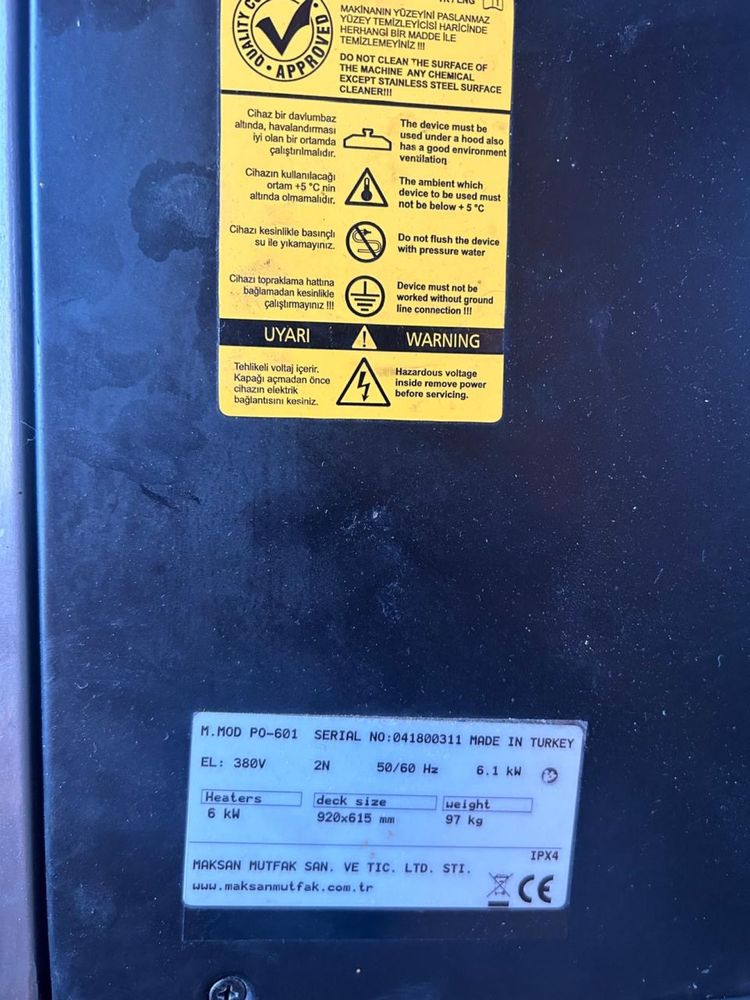 QUALITY CO
APPROVED
MAKİNANIN YÜZEYİNİ PASLANMAZ
YÜZEY TEMİZLEYİCİSİ HARİCİNDE
HERHANGİ BİR MADDE İLE
TEMİZLEMEYİNİZ !!!
DO NOT CLEAN THE SURFACE OF
THE MACHINE ANY CHEMICAL
EXCEPT STAINLESS STEEL SURFACE
CLEANER!!!
Cihaz bir davlumbaz
altında, havalandırması
iyi olan bir ortamda
çalıştırılmalıdır.
The device must be
used under a hood also
has a good environment
ventilation
Cihazın kullanılacağı
ortam +5 °C nin
altında olmamalıdır.
The ambient which
device to be used must
not be below + 5 °C
Cihazı kesinlikle basınçlı
su ile yıkamayınız.
Do not flush the device
with pressure water
Cihazı topraklama hattına
bağlamadan kesinlikle
çalıştırmayınız !!!
Device must not be
worked without ground
line connection !!!
UYARI
WARNING
Tehlikeli voltaj içerir.
Kapağı açmadan önce
cihazın elektrik
bağlantısını kesiniz.
Hazardous voltage
inside remove power
before servicing.
M.MOD PO-601 SERIAL NO:041800311 MADE IN TURKEY
EL: 380V 2N 50/60 Hz 6.1 kW
Heaters deck size weight
6 kW 920x615 mm 97 kg
IPX4
MAKSAN MUTFAK SAN. VE TIC. LTD. STI.
www.maksanmutfak.com.tr
CE